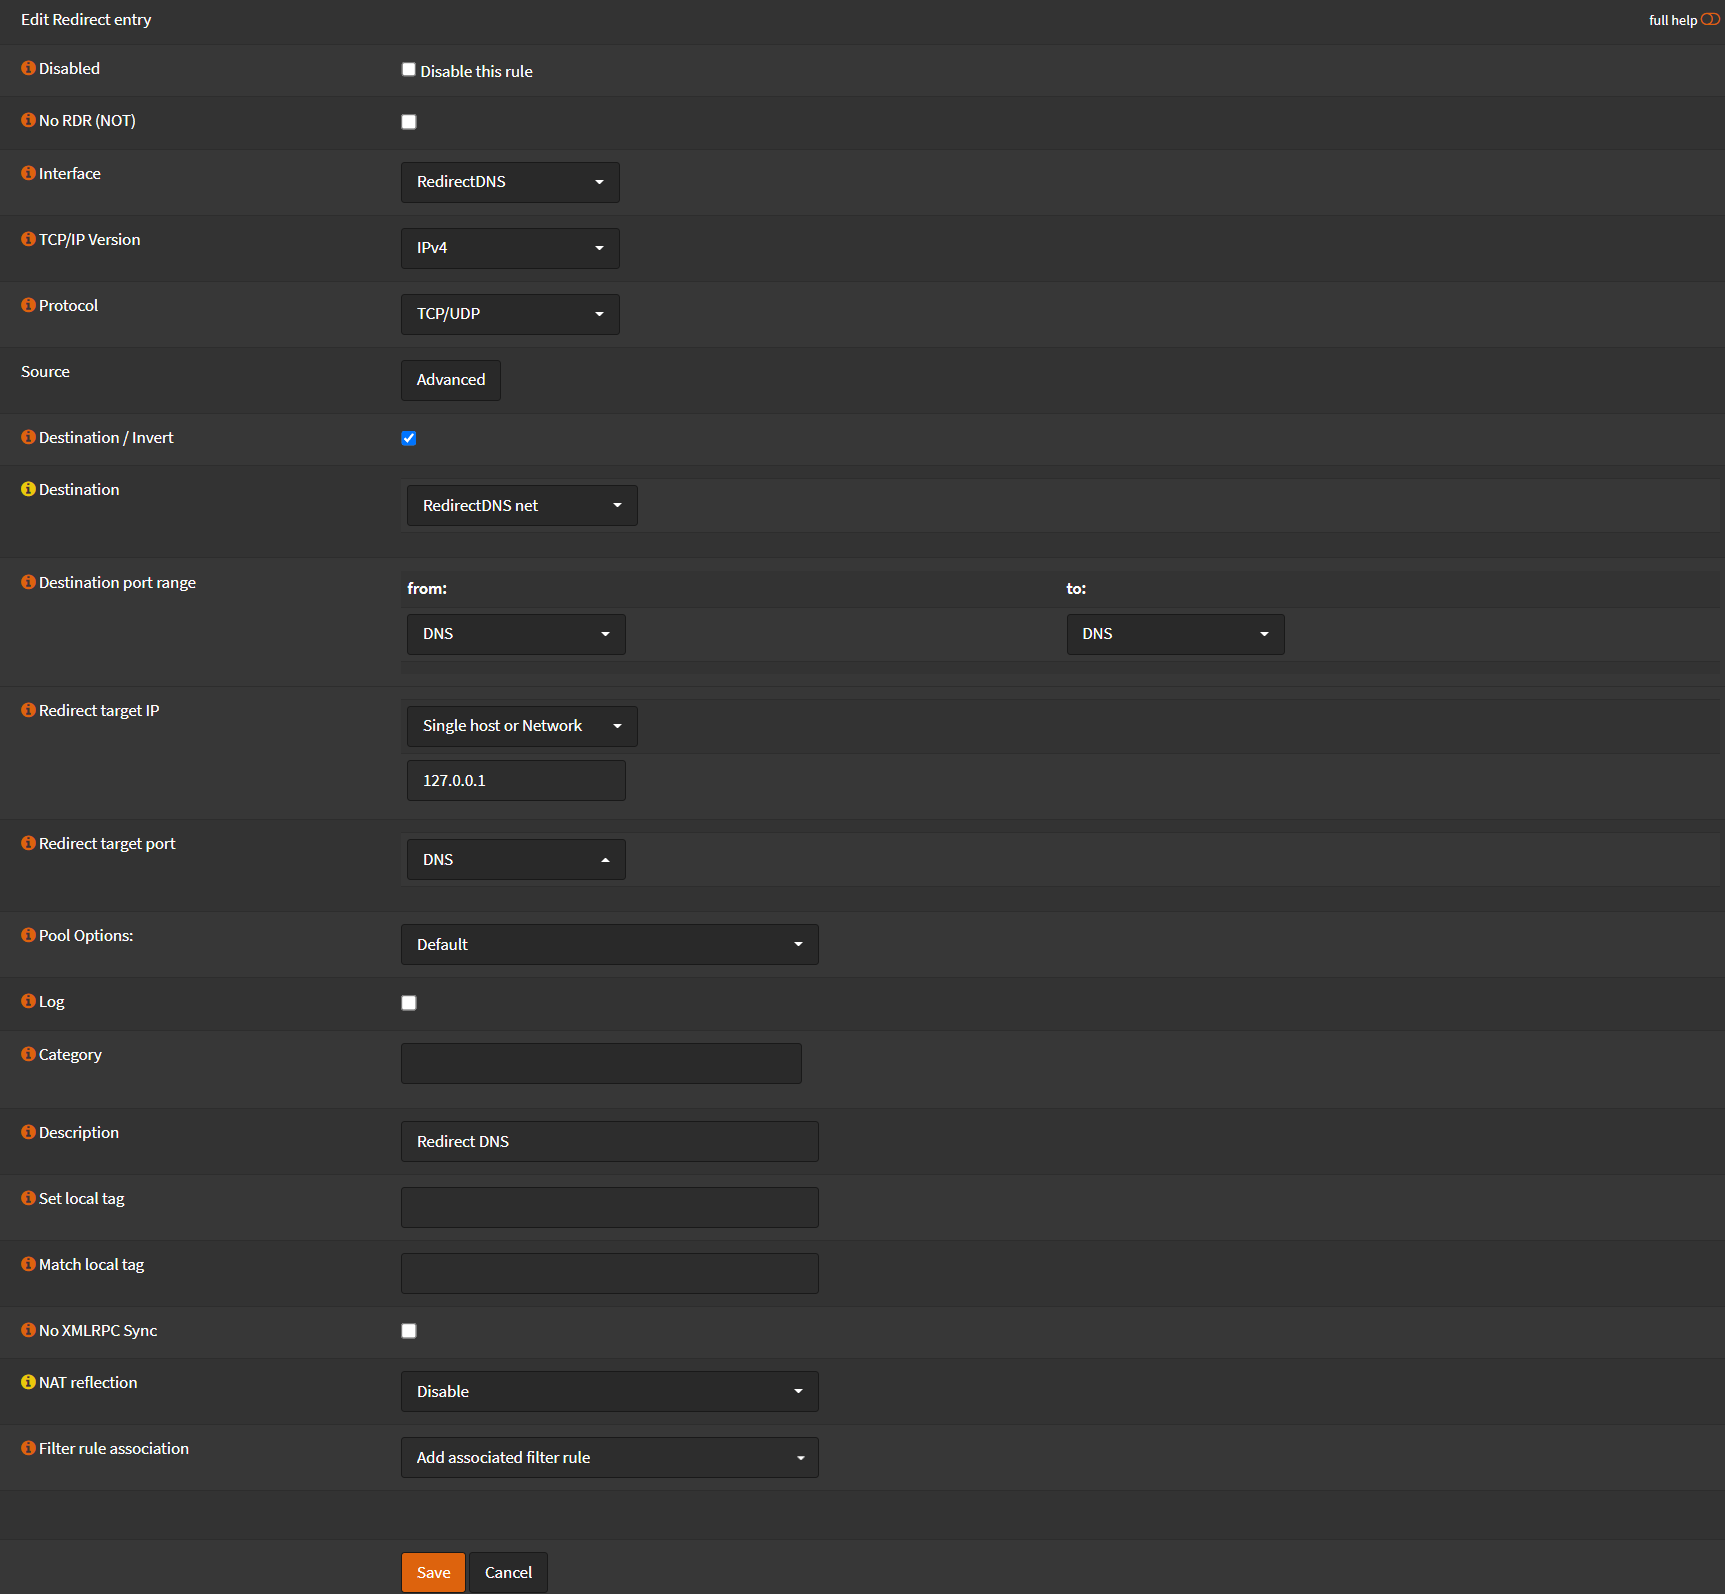 Edit Redirect entry
full help
Disabled
Disable this rule
No RDR (NOT)
Interface
RedirectDNS
TCP/IP Version
IPv4
Protocol
TCP/UDP
Source
Advanced
Destination / Invert
Destination
RedirectDNS net
Destination port range
from:
to:
DNS
DNS
Redirect target IP
Single host or Network
127.0.0.1
Redirect target port
DNS
Pool Options:
Default
Log
Category
Description
Redirect DNS
Set local tag
Match local tag
No XMLRPC Sync
NAT reflection
Disable
Filter rule association
Add associated filter rule
Save
Cancel